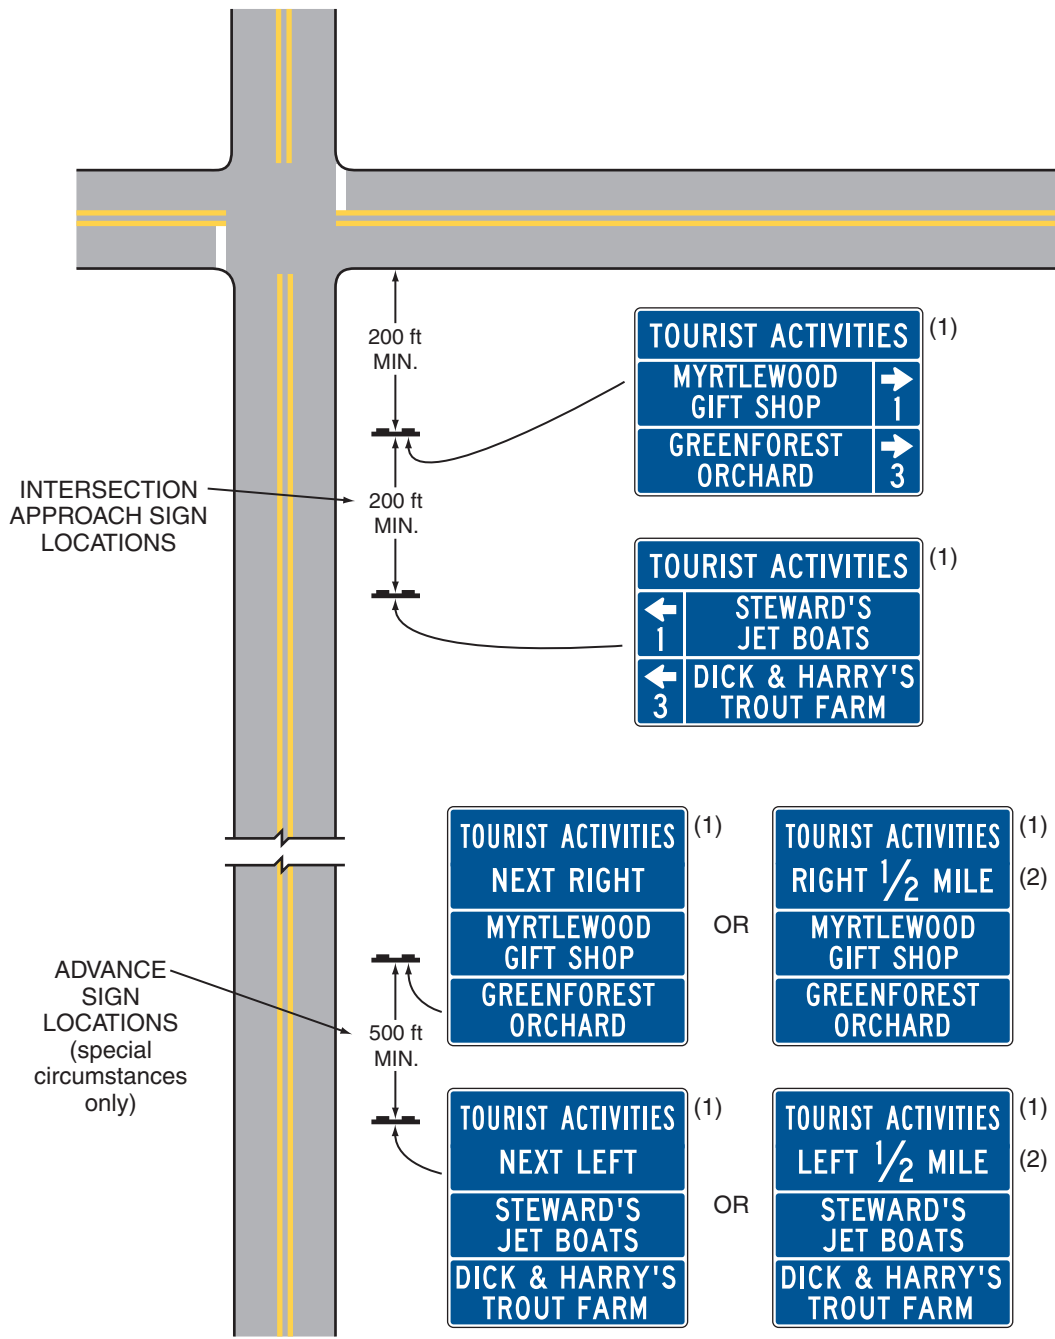 200 ft
MIN.
TOURIST ACTIVITIES
(1)
MYRTLEWOOD
GIFT SHOP
1
GREENFOREST
ORCHARD
3
INTERSECTION
APPROACH SIGN
LOCATIONS
200 ft
MIN.
TOURIST ACTIVITIES
(1)
1
STEWARD'S
JET BOATS
3
DICK & HARRY'S
TROUT FARM
TOURIST ACTIVITIES
(1)
NEXT RIGHT
MYRTLEWOOD
GIFT SHOP
GREENFOREST
ORCHARD
OR
TOURIST ACTIVITIES
(1)
RIGHT 1/2 MILE
(2)
MYRTLEWOOD
GIFT SHOP
GREENFOREST
ORCHARD
ADVANCE
SIGN
LOCATIONS
(special
circumstances
only)
500 ft
MIN.
TOURIST ACTIVITIES
(1)
NEXT LEFT
STEWARD'S
JET BOATS
DICK & HARRY'S
TROUT FARM
OR
TOURIST ACTIVITIES
(1)
LEFT 1/2 MILE
(2)
STEWARD'S
JET BOATS
DICK & HARRY'S
TROUT FARM